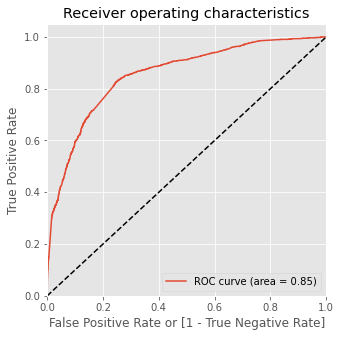 Receiver operating characteristics
True Positive Rate
1.0
0.8
0.6
0.4
0.2
0.0
ROC curve (area = 0.85)
0.0 0.2 0.4 0.6 0.8 1.0
False Positive Rate or [1 - True Negative Rate]